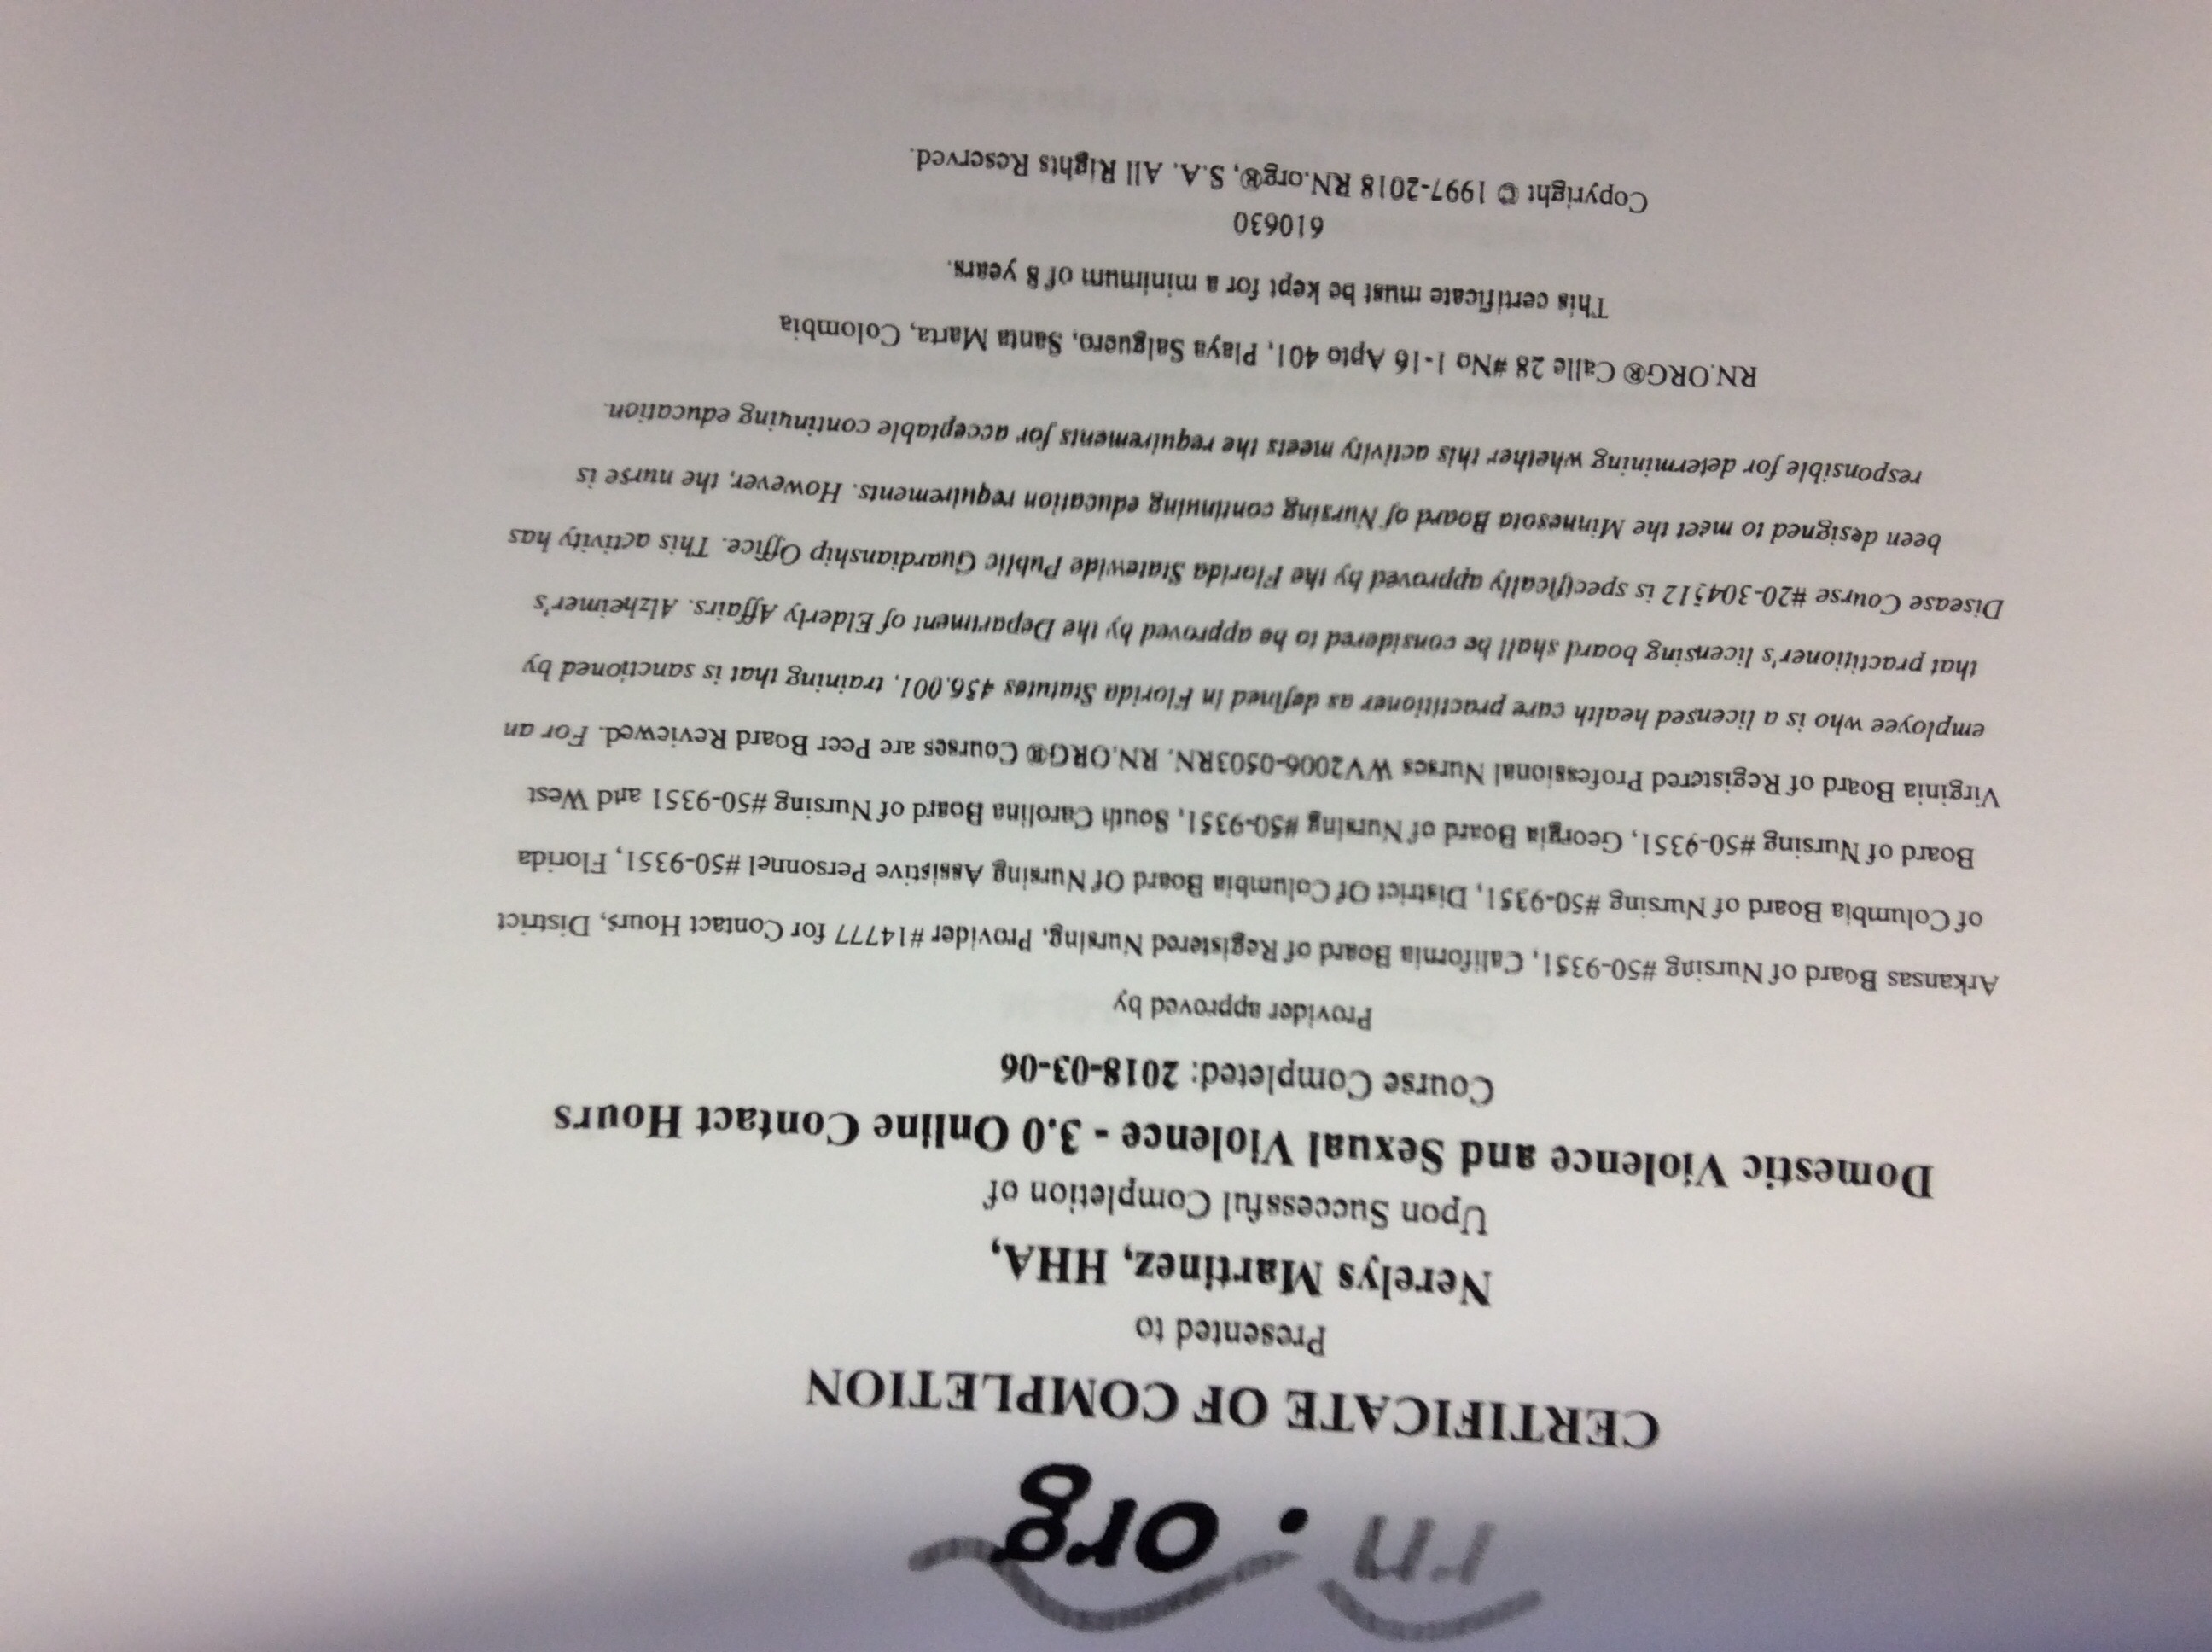 rn.org
CERTIFICATE OF COMPLETION
Presented to
Nerelys Martinez, HHA,
Upon Successful Completion of
Domestic Violence and Sexual Violence - 3.0 Online Contact Hours
Course Completed: 2018-03-06
Provider approved by
Arkansas Board of Nursing #50-9351, California Board of Registered Nursing, Provider #14777 for Contact Hours, District
of Columbia Board of Nursing #50-9351, District Of Columbia Board Of Nursing Assistive Personnel #50-9351, Florida
Board of Nursing #50-9351, Georgia Board of Nursing #50-9351, South Carolina Board of Nursing #50-9351 and West
Virginia Board of Registered Professional Nurses WV2006-0503RN. RN.ORG® Courses are Peer Board Reviewed. For an
employee who is a licensed health care practitioner as defined in Florida Statutes 456.001, training that is sanctioned by
that practitioner's licensing board shall be considered to be approved by the Department of Elderly Affairs. Alzheimer's
Disease Course #20-304512 is specifically approved by the Florida Statewide Public Guardianship Office. This activity has
been designed to meet the Minnesota Board of Nursing continuing education requirements. However, the nurse is
responsible for determining whether this activity meets the requirements for acceptable continuing education.
RN.ORG® Calle 28 #No 1-16 Apto 401, Playa Salguero, Santa Marta, Colombia
This certificate must be kept for a minimum of 8 years.
610630
Copyright © 1997-2018 RN.org®, S.A. All Rights Reserved.